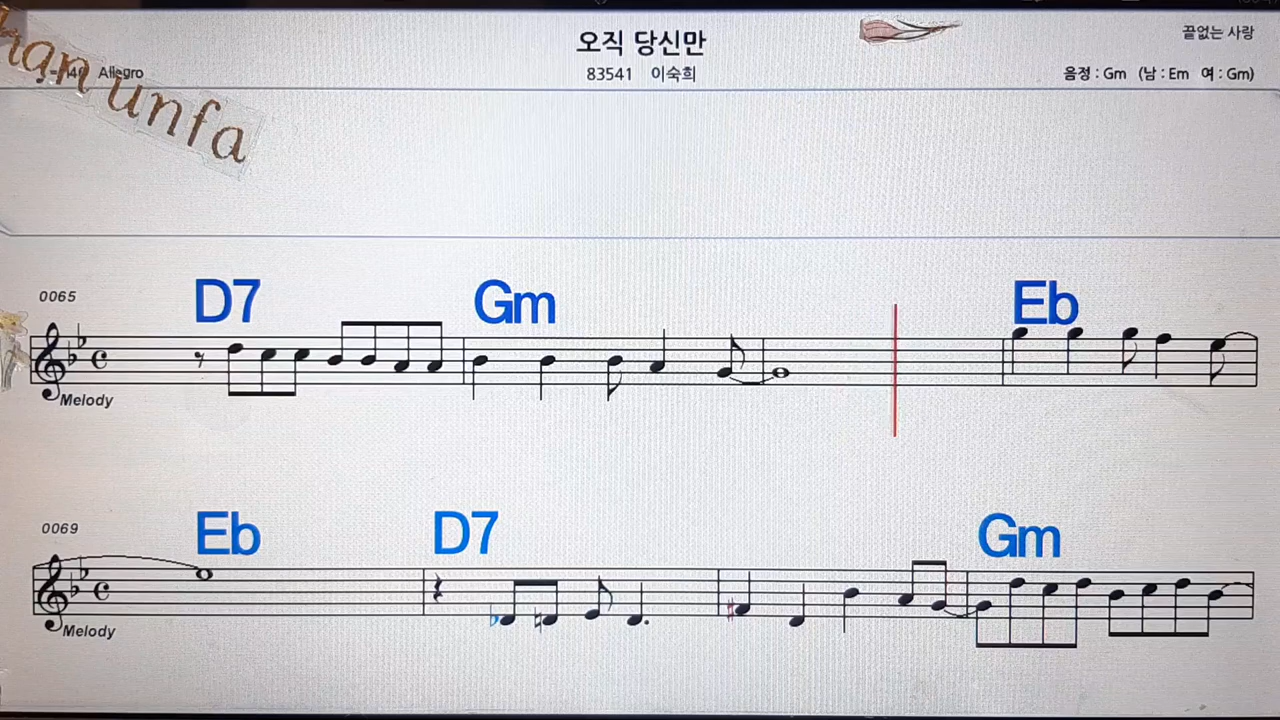 han unfa
오직 당신만
끝없는 사랑
Allegro
83541 이숙희
음정 : Gm (남 : Em 여 : Gm)
0065
D7 Gm Eb
Melody
0069
Eb D7 Gm
Melody